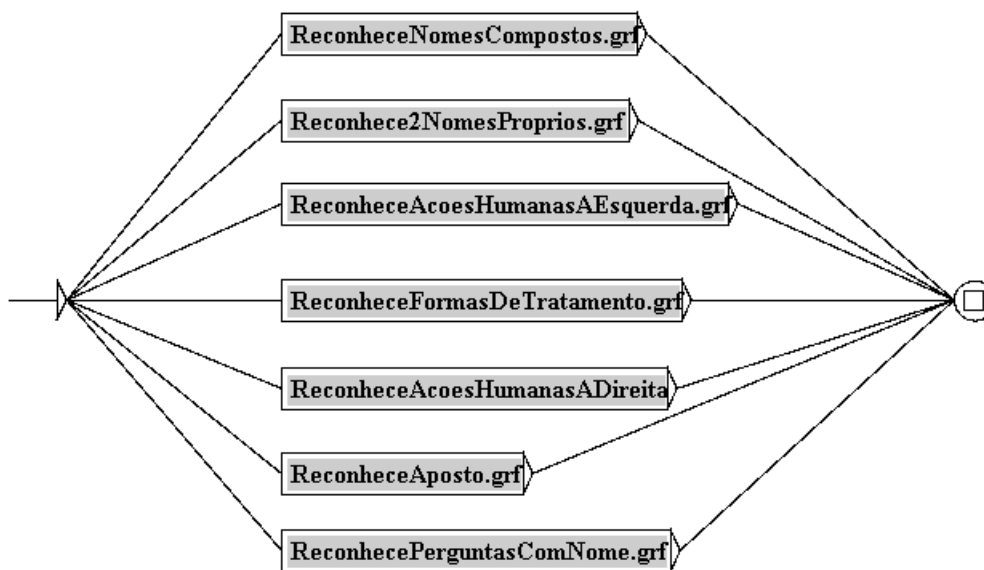 ReconheceNomesCompostos.grf
Reconhece2NomesProprios.grf
ReconheceAcoesHumanasAEsquerda.grf
ReconheceFormasDeTratamento.grf
ReconheceAcoesHumanasADireita
ReconheceAposto.grf
ReconhecePerguntasComNome.grf